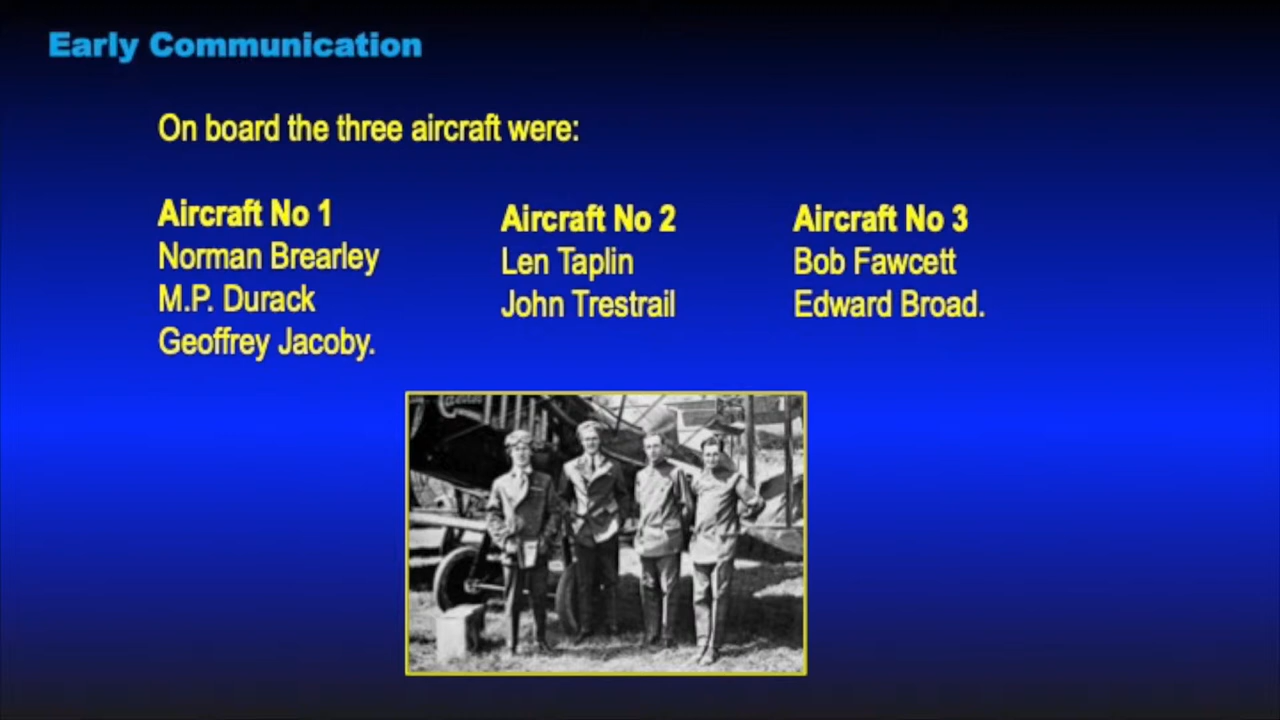 Early Communication
On board the three aircraft were:
Aircraft No 1
Norman Brearley
M.P. Durack
Geoffrey Jacoby.
Aircraft No 2
Len Taplin
John Trestrail
Aircraft No 3
Bob Fawcett
Edward Broad.